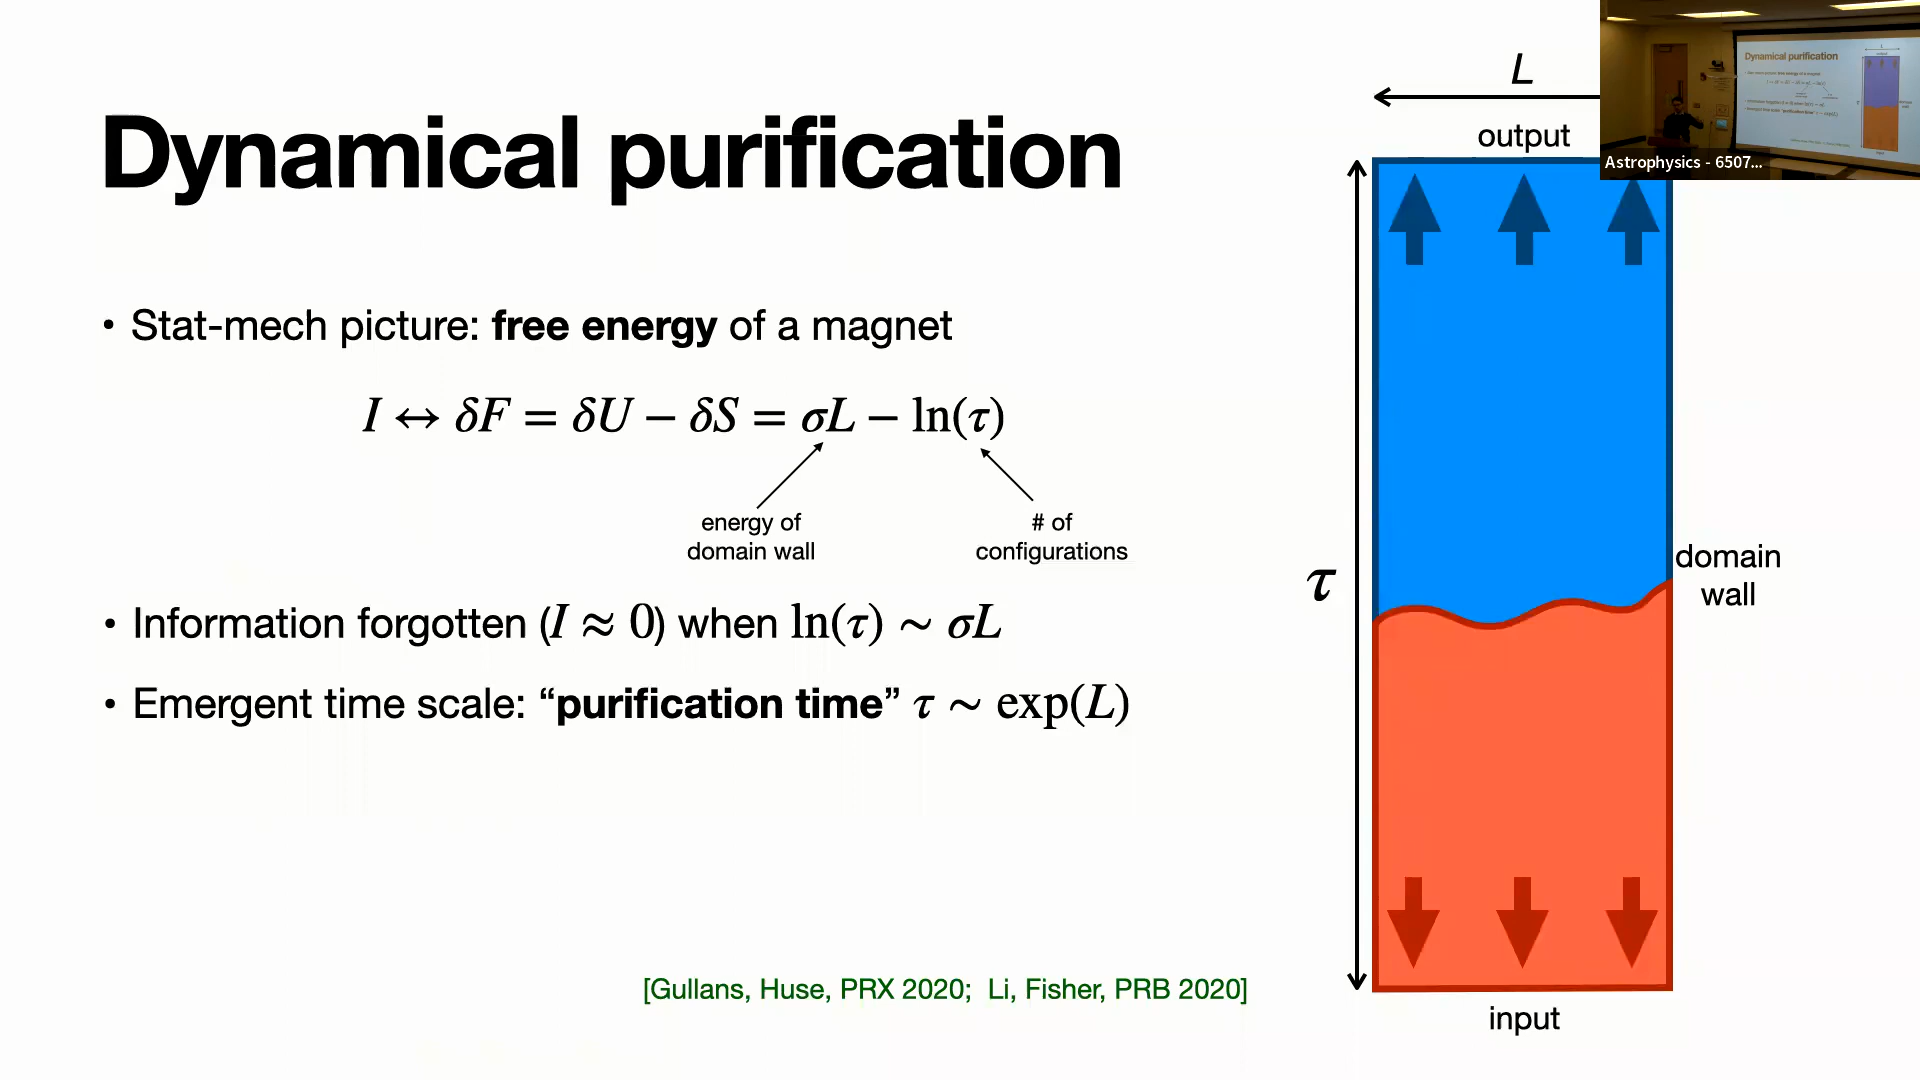 Dynamical purification
• Stat-mech picture: free energy of a magnet
I ↔ δF = δU − δS = σL − ln(τ)
energy of
domain wall
# of
configurations
• Information forgotten (I ≈ 0) when ln(τ) ∼ σL
• Emergent time scale: “purification time” τ ∼ exp(L)
[Gullans, Huse, PRX 2020; Li, Fisher, PRB 2020]
L
output
τ
domain
wall
input
Astrophysics - 6507...
Dynamical purification